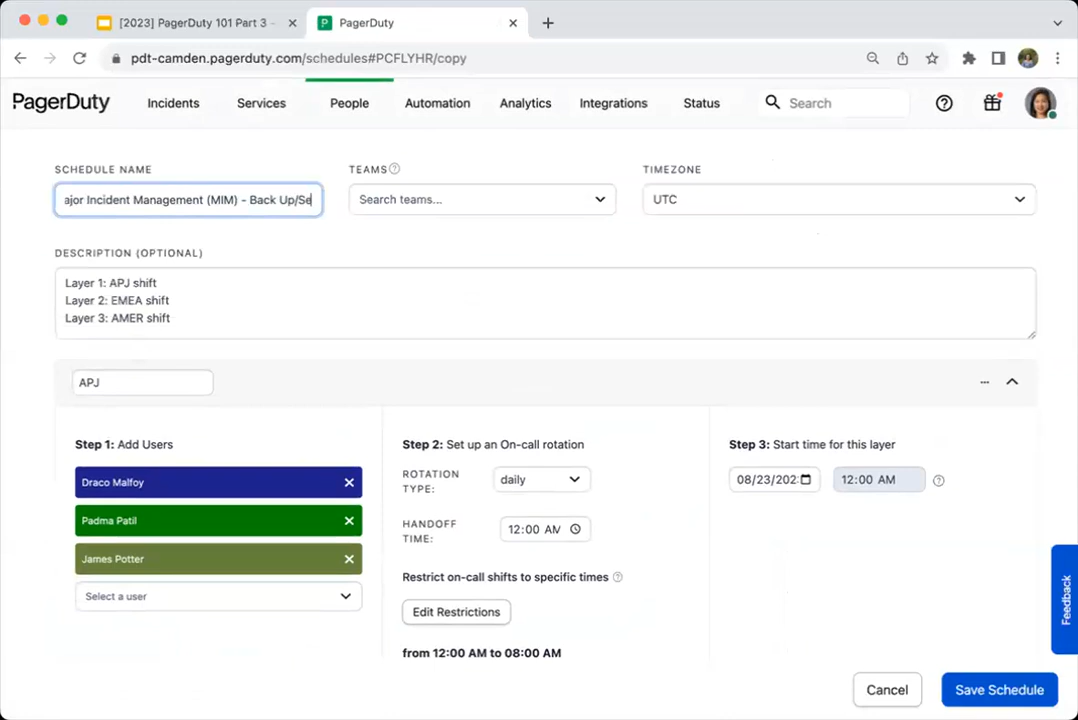 [2023] PagerDuty 101 Part 3 -
PagerDuty
pdt-camden.pagerduty.com/schedules#PCFLYHR/copy
PagerDuty
Incidents
Services
People
Automation
Analytics
Integrations
Status
Search
SCHEDULE NAME
ajor Incident Management (MIM) - Back Up/Se
TEAMS
Search teams...
TIMEZONE
UTC
DESCRIPTION (OPTIONAL)
Layer 1: APJ shift
Layer 2: EMEA shift
Layer 3: AMER shift
APJ
Step 1: Add Users
Draco Malfoy
Padma Patil
James Potter
Select a user
Step 2: Set up an On-call rotation
ROTATION
TYPE:
daily
HANDOFF
TIME:
12:00 AM
Restrict on-call shifts to specific times
Edit Restrictions
from 12:00 AM to 08:00 AM
Step 3: Start time for this layer
08/23/202
12:00 AM
Feedback
Cancel
Save Schedule